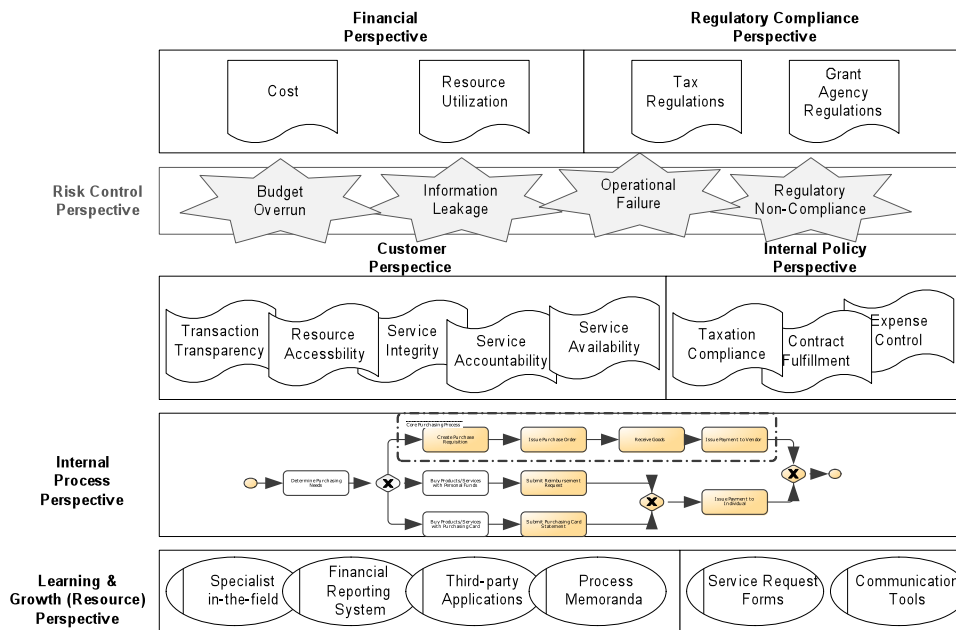 Financial
Perspective
Regulatory Compliance
Perspective
Cost
Resource
Utilization
Tax
Regulations
Grant
Agency
Regulations
Risk Control
Perspective
Budget
Overrun
Information
Leakage
Operational
Failure
Regulatory
Non-Compliance
Customer
Perspectice
Internal Policy
Perspective
Transaction
Transparency
Resource
Accessbility
Service
Integrity
Service
Accountability
Service
Availability
Taxation
Compliance
Contract
Fulfillment
Expense
Control
Internal
Process
Perspective
Core Purchasing Process
Create Purchase
Requisition
Issue Purchase Order
Receive Goods
Issue Payment to Vendor
Determine Purchasing
Needs
X
Buy Products/Services
with Personal Funds
Submit Reimbursement
Request
X
Issue Payment to
Individual
X
Buy Products/Services
with Purchasing Card
Submit Purchasing Card
Statement
Learning &
Growth (Resource)
Perspective
Specialist
in-the-field
Financial
Reporting
System
Third-party
Applications
Process
Memoranda
Service Request
Forms
Communication
Tools